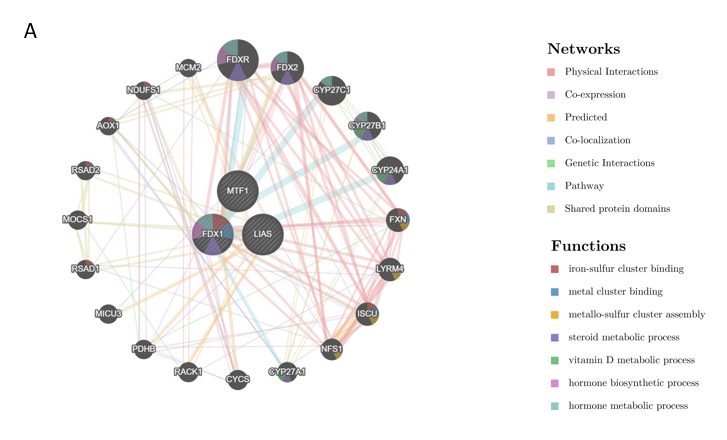 A
FDXR
FDX2
MCM2
CYP27C1
NDUFS1
CYP27B1
AOX1
CYP24A1
RSAD2
MTF1
MOCS1
FXN
FDX1
LIAS
RSAD1
LYRM4
MICU3
ISCU
PDHB
NFS1
RACK1
CYCS
CYP27A1
Networks
Physical Interactions
Co-expression
Predicted
Co-localization
Genetic Interactions
Pathway
Shared protein domains
Functions
iron-sulfur cluster binding
metal cluster binding
metallo-sulfur cluster assembly
steroid metabolic process
vitamin D metabolic process
hormone biosynthetic process
hormone metabolic process